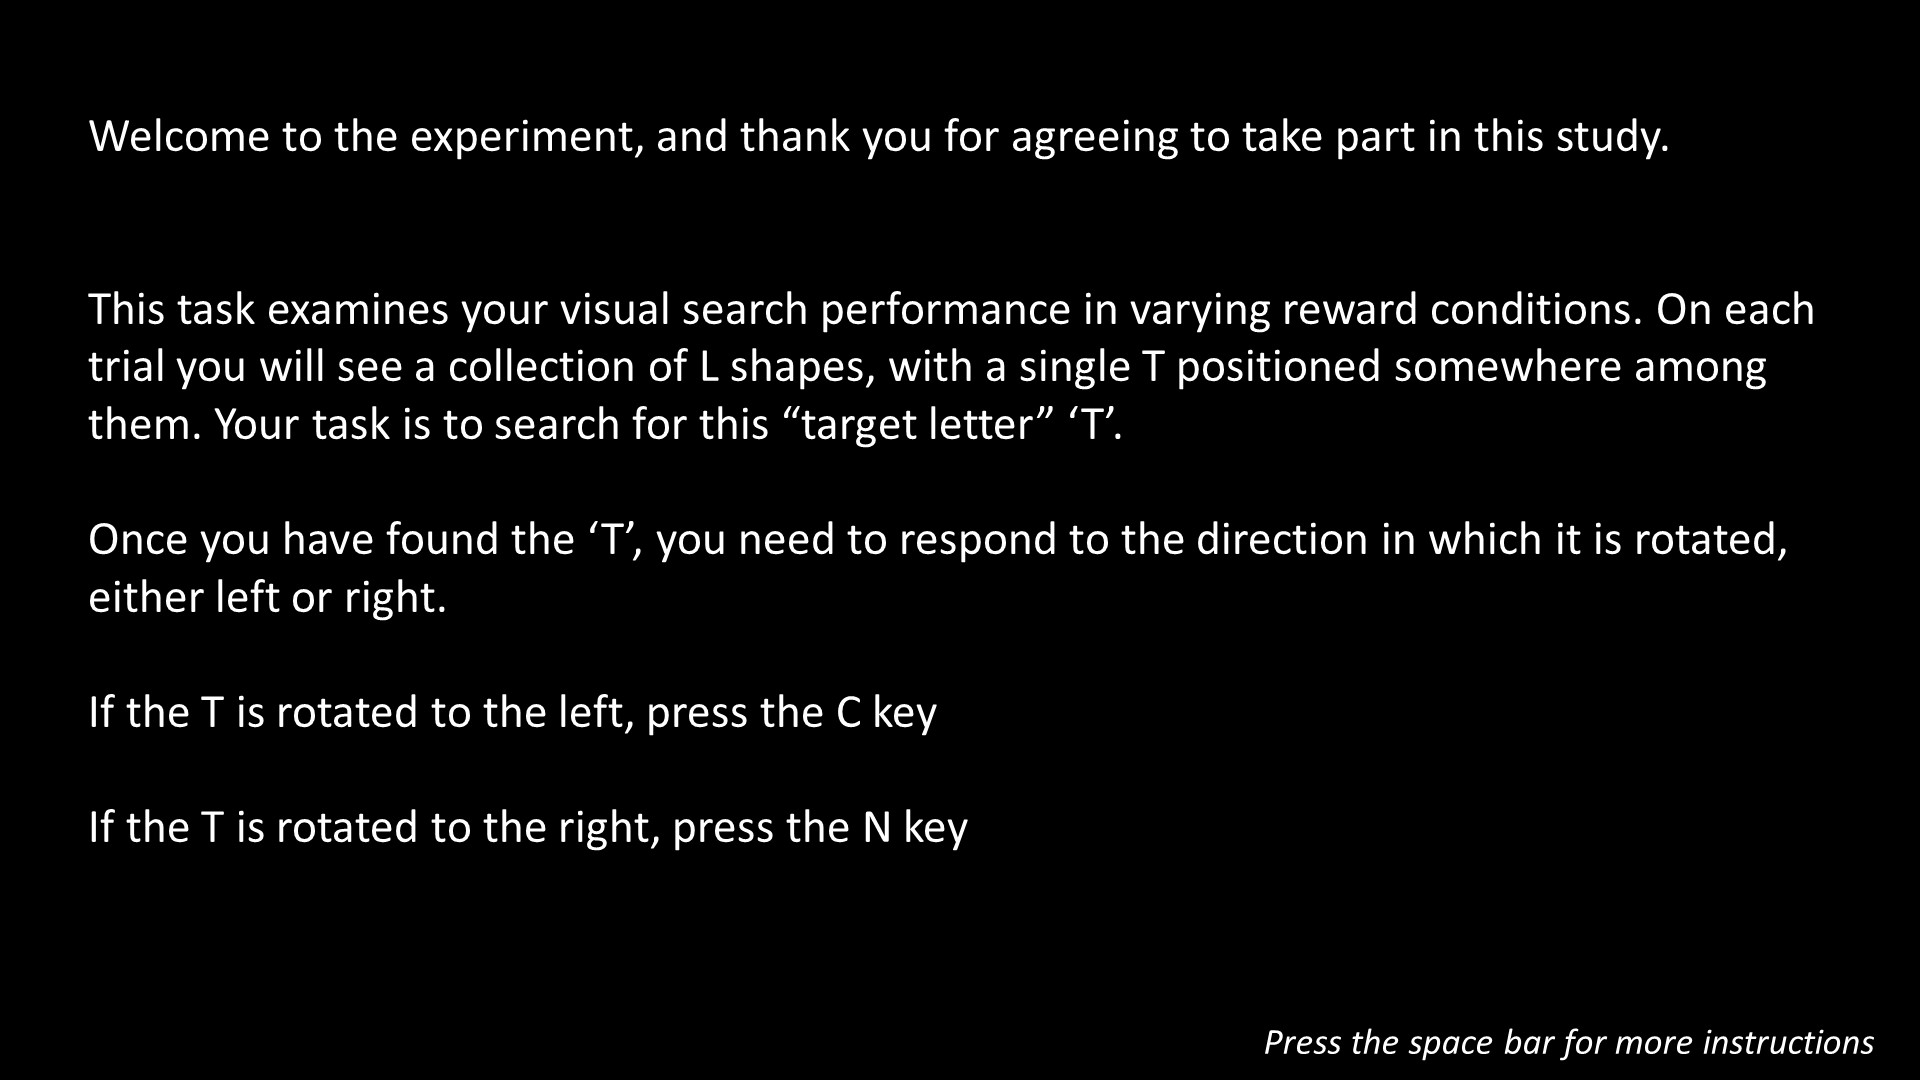 Welcome to the experiment, and thank you for agreeing to take part in this study.
This task examines your visual search performance in varying reward conditions. On each
trial you will see a collection of L shapes, with a single T positioned somewhere among
them. Your task is to search for this “target letter” ‘T’.
Once you have found the ‘T’, you need to respond to the direction in which it is rotated,
either left or right.
If the T is rotated to the left, press the C key
If the T is rotated to the right, press the N key
Press the space bar for more instructions